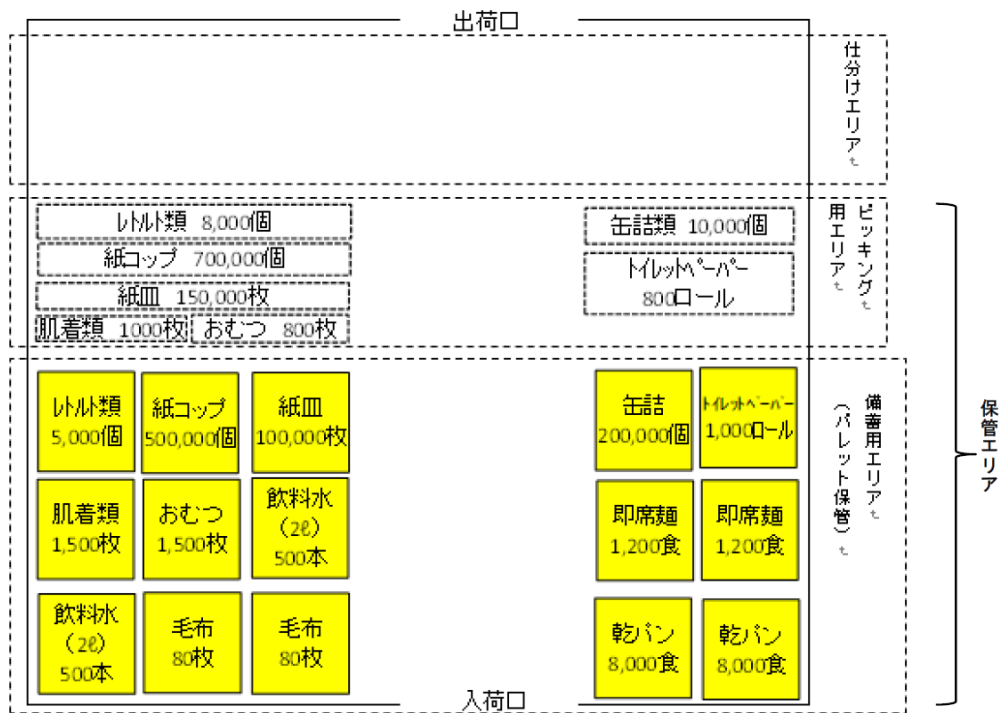 出荷口
仕分けエリア
レトルト類 8,000個
紙コップ 700,000個
紙皿 150,000枚
肌着類 1000枚
おむつ 800枚
缶詰類 10,000個
トイレットペーパー
800ロール
ピッキング
用エリア
レトルト類
5,000個
紙コップ
500,000個
紙皿
100,000枚
缶詰
200,000個
トイレットペーパー
1,000ロール
肌着類
1,500枚
おむつ
1,500枚
飲料水
(2ℓ)
500本
即席麺
1,200食
即席麺
1,200食
飲料水
(2ℓ)
500本
毛布
80枚
毛布
80枚
乾パン
8,000食
乾パン
8,000食
備蓄用エリア
(パレット保管)
保管エリア
入荷口